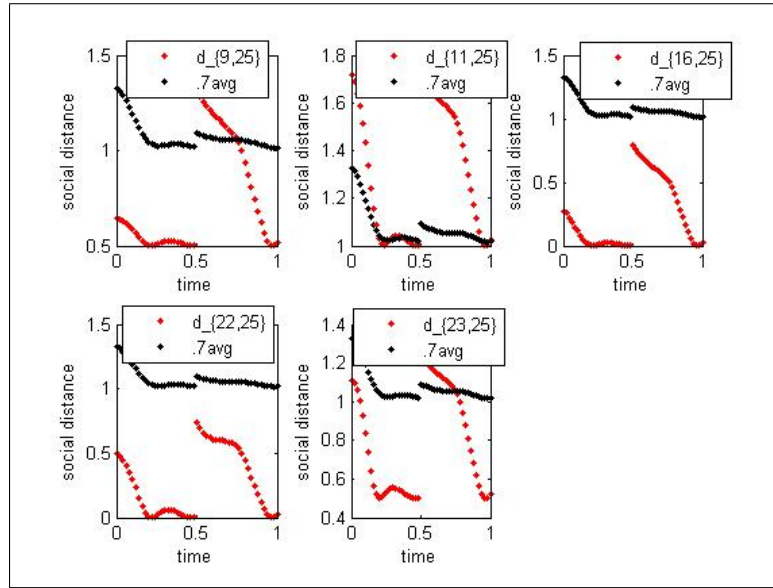 d_{9,25}
.7avg
1.5
1
0.5
social distance
0
0.5
1
time
d_{11,25}
.7avg
1.8
1.6
1.4
1.2
1
social distance
0
0.5
1
time
d_{16,25}
.7avg
1.5
1
0.5
0
social distance
0
0.5
1
time
d_{22,25}
.7avg
1.5
1
0.5
0
social distance
0
0.5
1
time
d_{23,25}
.7avg
1.4
1.2
1
0.8
0.6
0.4
social distance
0
0.5
1
time